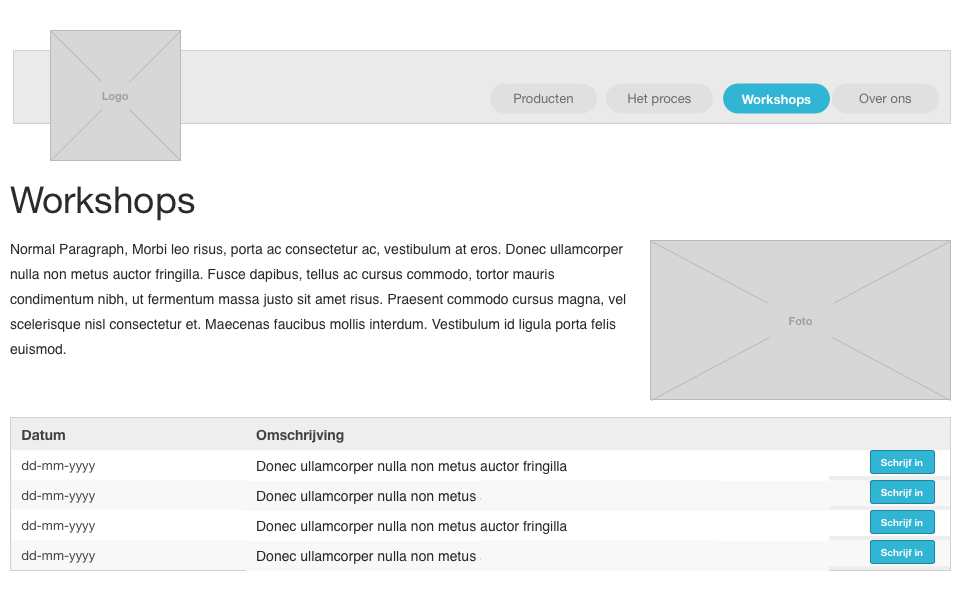 Logo
Producten Het proces Workshops Over ons
Workshops
Normal Paragraph, Morbi leo risus, porta ac consectetur ac, vestibulum at eros. Donec ullamcorper
nulla non metus auctor fringilla. Fusce dapibus, tellus ac cursus commodo, tortor mauris
condimentum nibh, ut fermentum massa justo sit amet risus. Praesent commodo cursus magna, vel
scelerisque nisl consectetur et. Maecenas faucibus mollis interdum. Vestibulum id ligula porta felis
euismod.
Foto
Datum Omschrijving
dd-mm-yyyy Donec ullamcorper nulla non metus auctor fringilla Schrijf in
dd-mm-yyyy Donec ullamcorper nulla non metus Schrijf in
dd-mm-yyyy Donec ullamcorper nulla non metus auctor fringilla Schrijf in
dd-mm-yyyy Donec ullamcorper nulla non metus Schrijf in